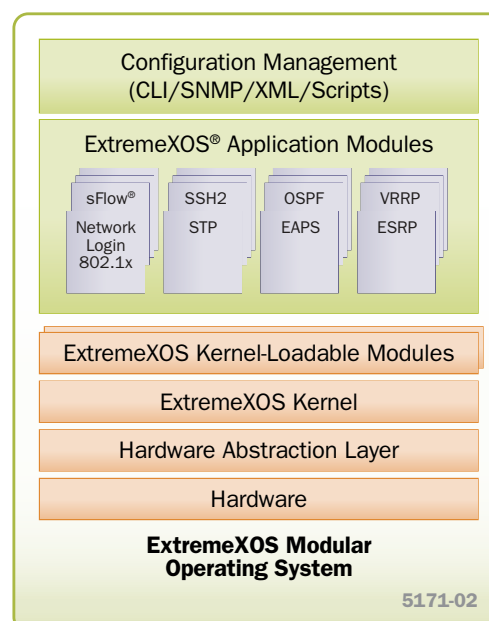 Configuration Management
(CLI/SNMP/XML/Scripts)
ExtremeXOS® Application Modules
sFlow®
Network
Login
802.1x
SSH2
STP
OSPF
EAPS
VRRP
ESRP
ExtremeXOS Kernel-Loadable Modules
ExtremeXOS Kernel
Hardware Abstraction Layer
Hardware
ExtremeXOS Modular
Operating System
5171-02